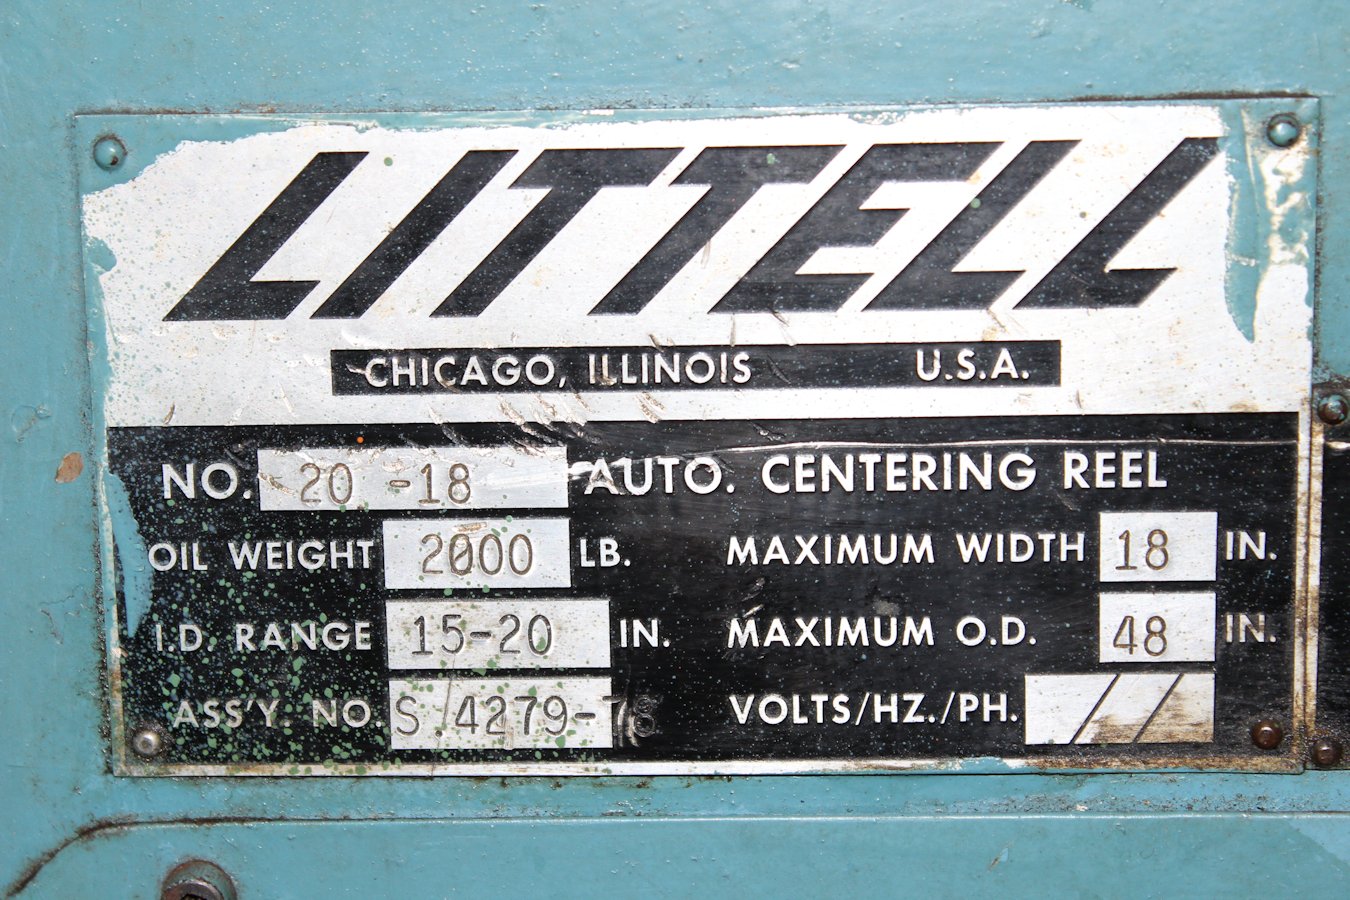 LITTELL
CHICAGO, ILLINOIS U.S.A.
NO. 20 -18 AUTO. CENTERING REEL
OIL WEIGHT 2000 LB. MAXIMUM WIDTH 18 IN.
I.D. RANGE 15-20 IN. MAXIMUM O.D. 48 IN.
ASS'Y. NO. S.4279-78 VOLTS/HZ./PH. / /